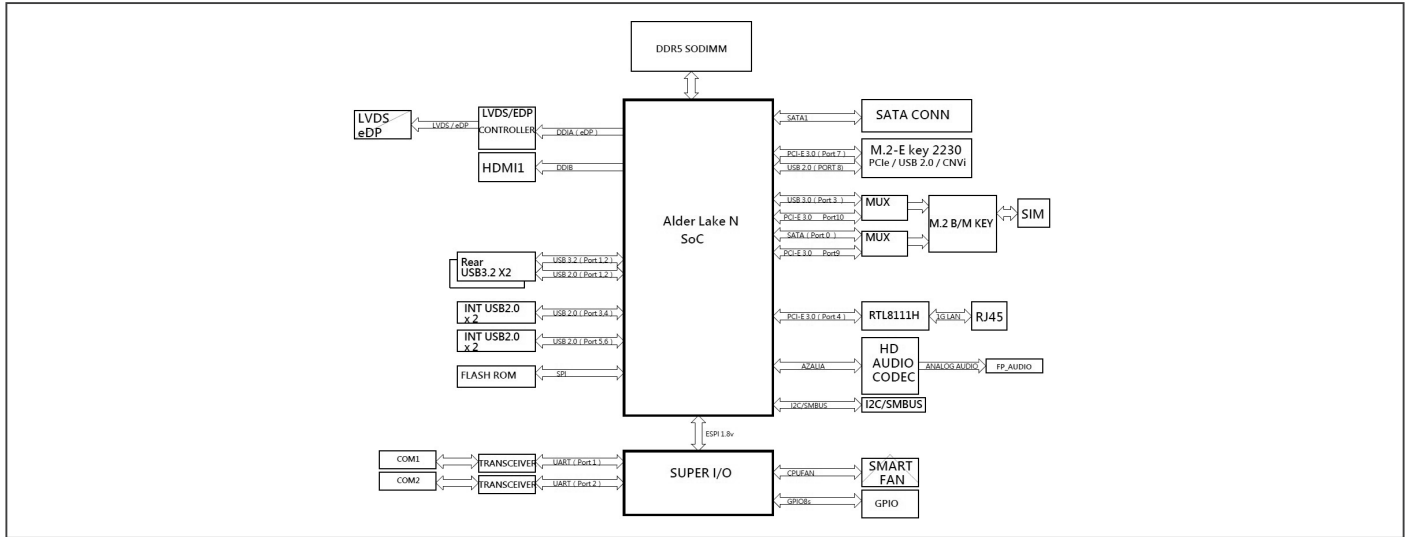 DDR5 SODIMM
LVDS
eDP
LVDS / eDP
LVDS/EDP
CONTROLLER
DDIA ( eDP )
HDMI1
DDIB
Alder Lake N
SoC
SATA1
SATA CONN
PCI-E 3.0 ( Port 7 )
USB 2.0 ( PORT 8)
M.2-E key 2230
PCIe / USB 2.0 / CNVi
USB 3.0 ( Port 3 )
PCI-E 3.0 Port10
MUX
SATA ( Port 0 )
PCI-E 3.0 Port9
MUX
M.2 B/M KEY
SIM
Rear
USB3.2 X2
USB 3.2 ( Port 1,2 )
USB 2.0 ( Port 1,2 )
INT USB2.0
x 2
USB 2.0 ( Port 3,4 )
INT USB2.0
x 2
USB 2.0 ( Port 5,6 )
FLASH ROM
SPI
PCI-E 3.0 ( Port 4 )
RTL8111H
1G LAN
RJ45
AZALIA
HD
AUDIO
CODEC
ANALOG AUDIO
FP_AUDIO
I2C/SMBUS
I2C/SMBUS
ESPI 1.8v
COM1
TRANSCEIVER
UART ( Port 1 )
COM2
TRANSCEIVER
UART ( Port 2 )
SUPER I/O
CPUFAN
SMART
FAN
GPIO8s
GPIO